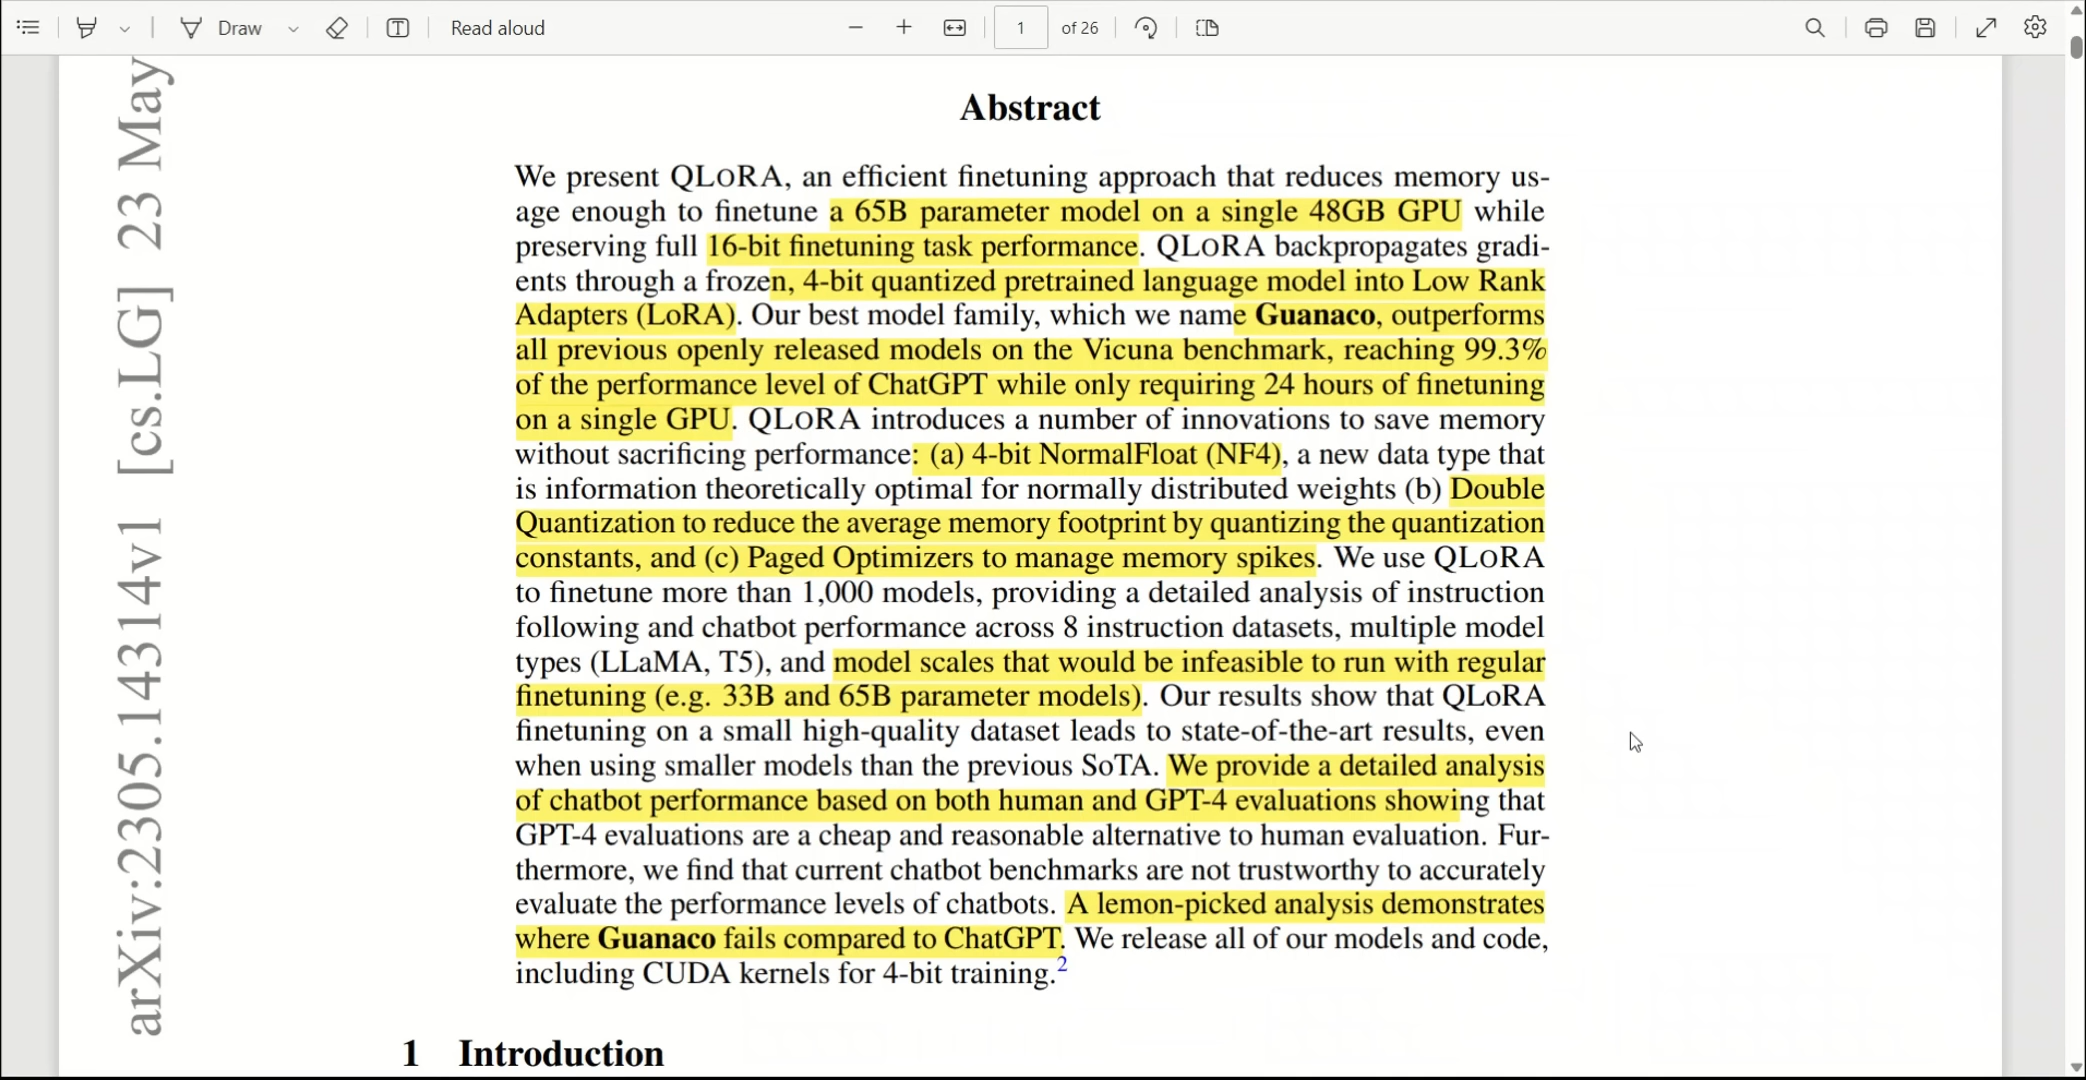 Draw
Read aloud
1 of 26
arXiv:2305.14314v1 [cs.LG] 23 May
Abstract
We present QLORA, an efficient finetuning approach that reduces memory us-
age enough to finetune a 65B parameter model on a single 48GB GPU while
preserving full 16-bit finetuning task performance. QLORA backpropagates gradi-
ents through a frozen, 4-bit quantized pretrained language model into Low Rank
Adapters (LoRA). Our best model family, which we name Guanaco, outperforms
all previous openly released models on the Vicuna benchmark, reaching 99.3%
of the performance level of ChatGPT while only requiring 24 hours of finetuning
on a single GPU. QLORA introduces a number of innovations to save memory
without sacrificing performance: (a) 4-bit NormalFloat (NF4), a new data type that
is information theoretically optimal for normally distributed weights (b) Double
Quantization to reduce the average memory footprint by quantizing the quantization
constants, and (c) Paged Optimizers to manage memory spikes. We use QLORA
to finetune more than 1,000 models, providing a detailed analysis of instruction
following and chatbot performance across 8 instruction datasets, multiple model
types (LLaMA, T5), and model scales that would be infeasible to run with regular
finetuning (e.g. 33B and 65B parameter models). Our results show that QLoRA
finetuning on a small high-quality dataset leads to state-of-the-art results, even
when using smaller models than the previous SoTA. We provide a detailed analysis
of chatbot performance based on both human and GPT-4 evaluations showing that
GPT-4 evaluations are a cheap and reasonable alternative to human evaluation. Fur-
thermore, we find that current chatbot benchmarks are not trustworthy to accurately
evaluate the performance levels of chatbots. A lemon-picked analysis demonstrates
where Guanaco fails compared to ChatGPT. We release all of our models and code,
including CUDA kernels for 4-bit training.2
1 Introduction